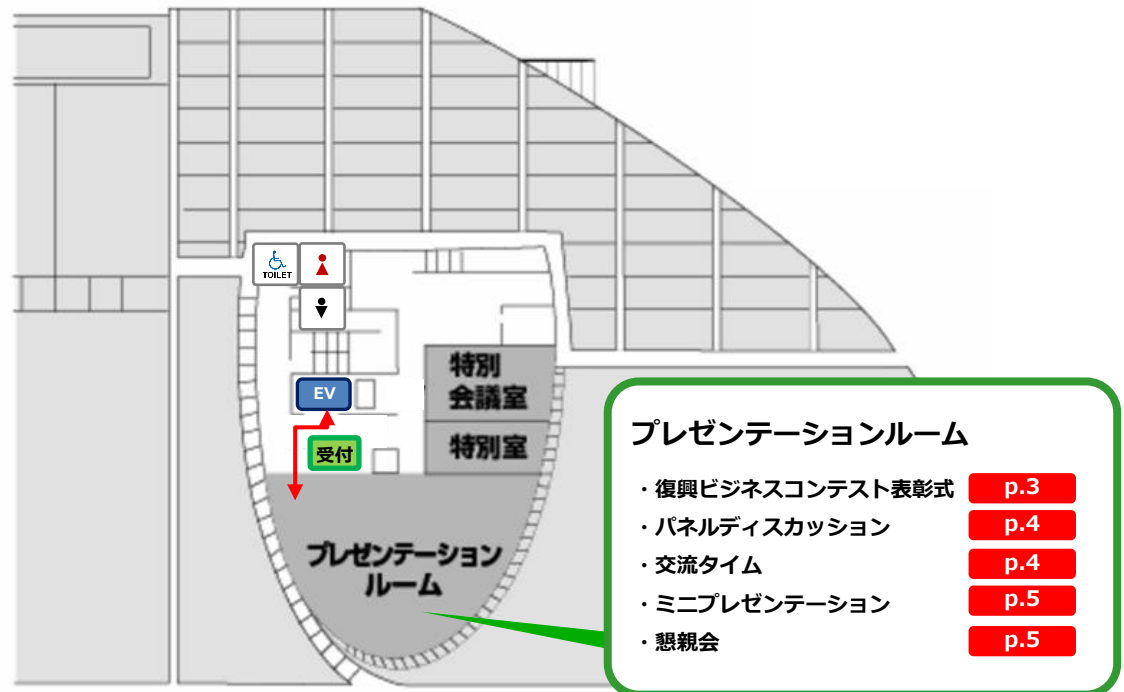 TOILET
EV
受付
特別
会議室
特別室
プレゼンテーション
ルーム
プレゼンテーションルーム
・復興ビジネスコンテスト表彰式 p.3
・パネルディスカッション p.4
・交流タイム p.4
・ミニプレゼンテーション p.5
・懇親会 p.5